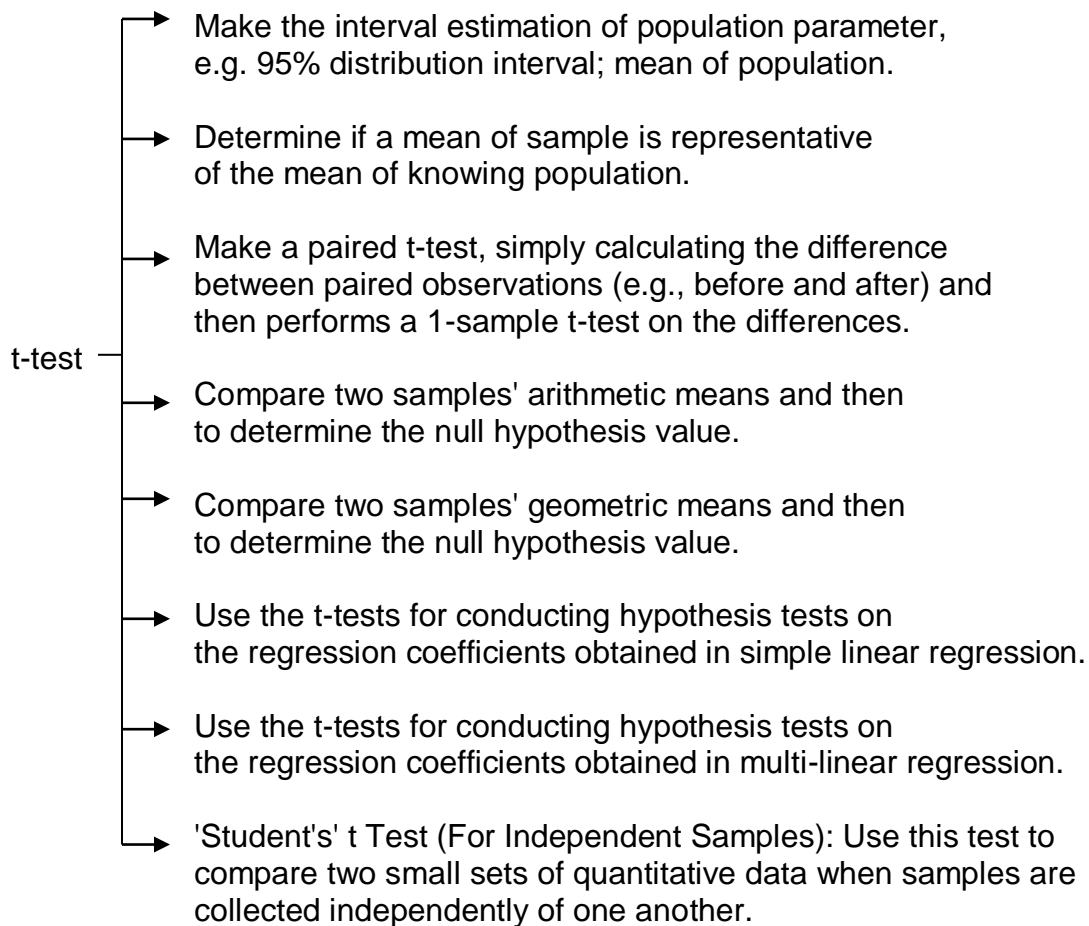 Make the interval estimation of population parameter,
e.g. 95% distribution interval; mean of population.
Determine if a mean of sample is representative
of the mean of knowing population.
Make a paired t-test, simply calculating the difference
between paired observations (e.g., before and after) and
then performs a 1-sample t-test on the differences.
t-test
Compare two samples' arithmetic means and then
to determine the null hypothesis value.
Compare two samples' geometric means and then
to determine the null hypothesis value.
Use the t-tests for conducting hypothesis tests on
the regression coefficients obtained in simple linear regression.
Use the t-tests for conducting hypothesis tests on
the regression coefficients obtained in multi-linear regression.
'Student's' t Test (For Independent Samples): Use this test to
compare two small sets of quantitative data when samples are
collected independently of one another.